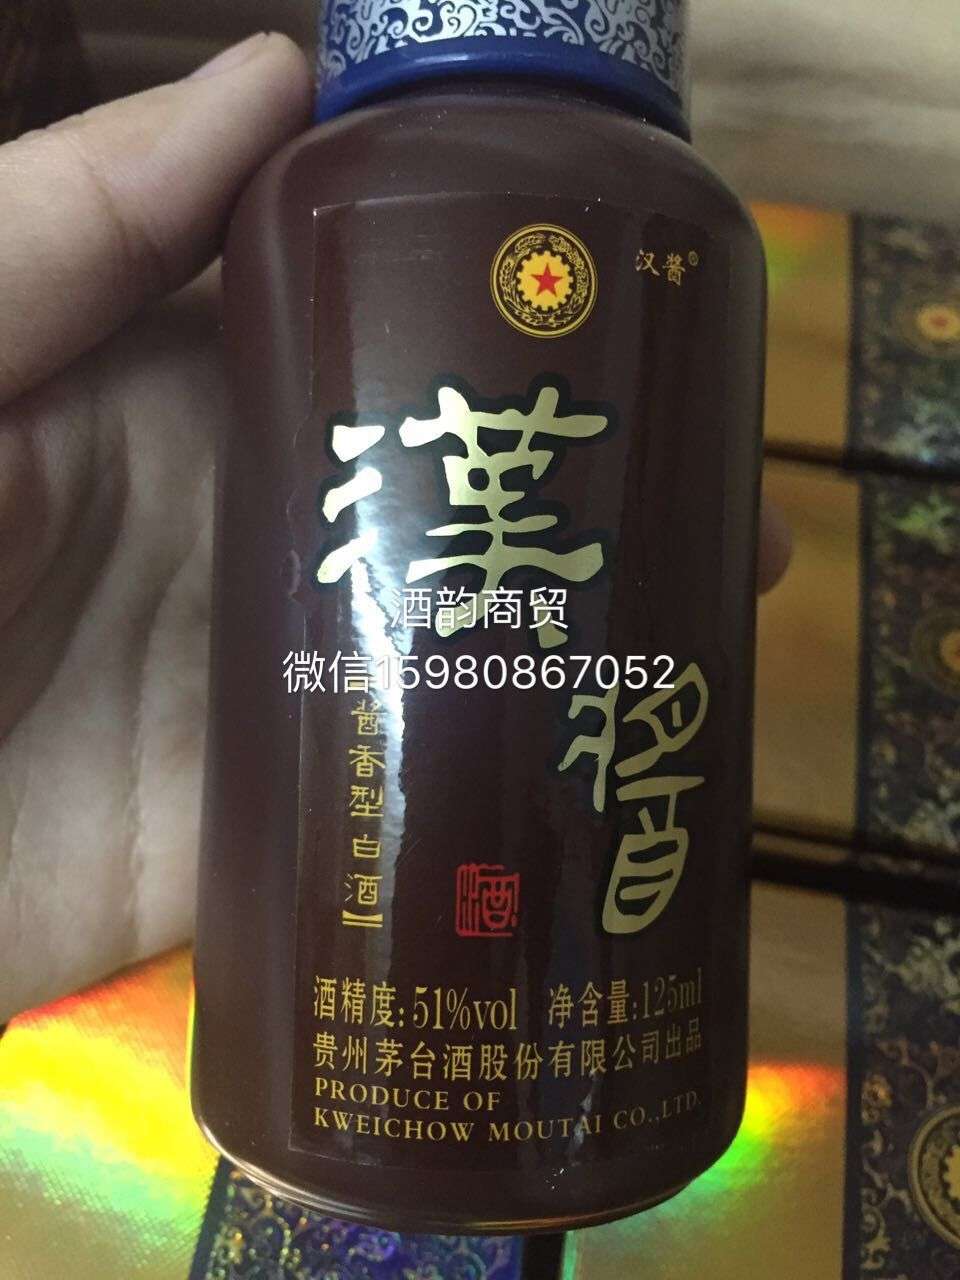 汉酱®
漢
酱
酒韵商贸
微信15980867052
【酱香型白酒】
酒
酒精度:51%vol 净含量:125ml
贵州茅台酒股份有限公司出品
PRODUCE OF
KWEICHOW MOUTAI CO.,LTD.